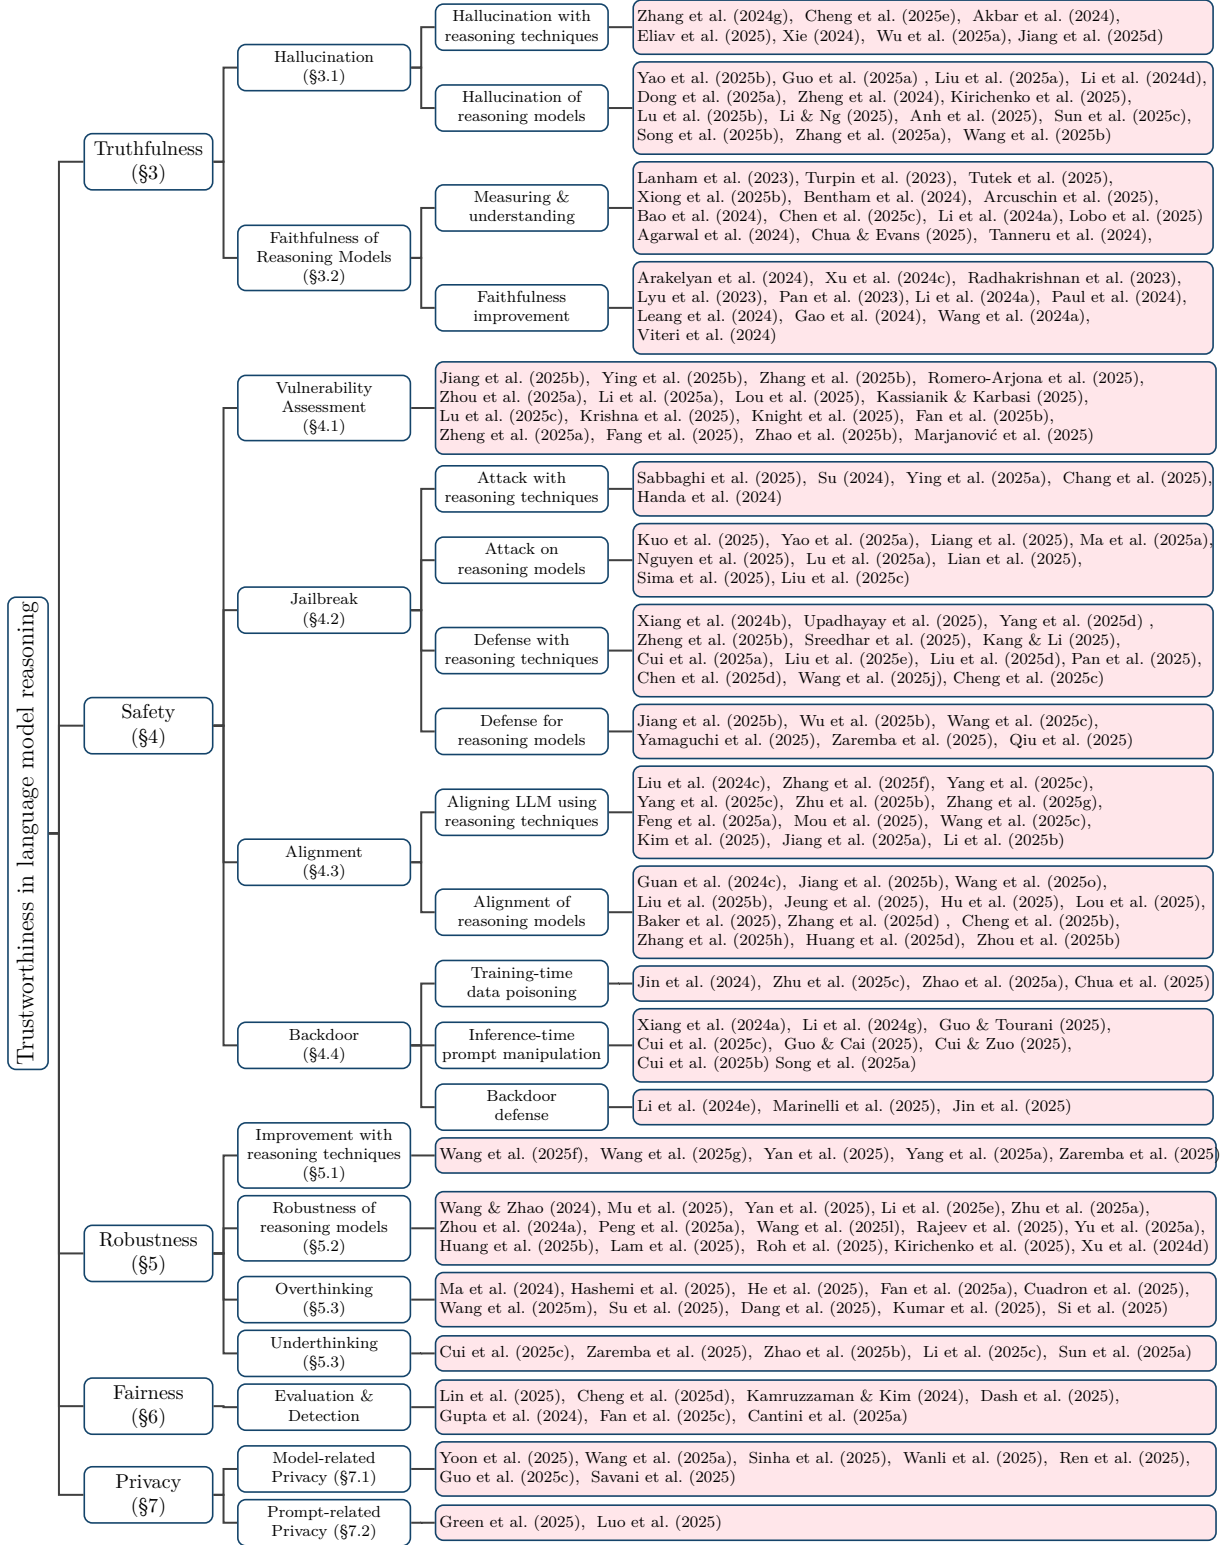 Trustworthiness in language model reasoning
Truthfulness
(§3)
Hallucination
(§3.1)
Hallucination with
reasoning techniques
Zhang et al. (2024g), Cheng et al. (2025e), Akbar et al. (2024),
Eliav et al. (2025), Xie (2024), Wu et al. (2025a), Jiang et al. (2025d)
Hallucination of
reasoning models
Yao et al. (2025b), Guo et al. (2025a) , Liu et al. (2025a), Li et al. (2024d),
Dong et al. (2025a), Zheng et al. (2024), Kirichenko et al. (2025),
Lu et al. (2025b), Li & Ng (2025), Anh et al. (2025), Sun et al. (2025c),
Song et al. (2025b), Zhang et al. (2025a), Wang et al. (2025b)
Faithfulness of
Reasoning Models
(§3.2)
Measuring &
understanding
Lanham et al. (2023), Turpin et al. (2023), Tutek et al. (2025),
Xiong et al. (2025b), Bentham et al. (2024), Arcuschin et al. (2025),
Bao et al. (2024), Chen et al. (2025c), Li et al. (2024a), Lobo et al. (2025)
Agarwal et al. (2024), Chua & Evans (2025), Tanneru et al. (2024),
Faithfulness
improvement
Arakelyan et al. (2024), Xu et al. (2024c), Radhakrishnan et al. (2023),
Lyu et al. (2023), Pan et al. (2023), Li et al. (2024a), Paul et al. (2024),
Leang et al. (2024), Gao et al. (2024), Wang et al. (2024a),
Viteri et al. (2024)
Safety
(§4)
Vulnerability
Assessment
(§4.1)
Jiang et al. (2025b), Ying et al. (2025b), Zhang et al. (2025b), Romero-Arjona et al. (2025),
Zhou et al. (2025a), Li et al. (2025a), Lou et al. (2025), Kassianik & Karbasi (2025),
Lu et al. (2025c), Krishna et al. (2025), Knight et al. (2025), Fan et al. (2025b),
Zheng et al. (2025a), Fang et al. (2025), Zhao et al. (2025b), Marjanović et al. (2025)
Jailbreak
(§4.2)
Attack with
reasoning techniques
Sabbaghi et al. (2025), Su (2024), Ying et al. (2025a), Chang et al. (2025),
Handa et al. (2024)
Attack on
reasoning models
Kuo et al. (2025), Yao et al. (2025a), Liang et al. (2025), Ma et al. (2025a),
Nguyen et al. (2025), Lu et al. (2025a), Lian et al. (2025),
Sima et al. (2025), Liu et al. (2025c)
Defense with
reasoning techniques
Xiang et al. (2024b), Upadhayay et al. (2025), Yang et al. (2025d) ,
Zheng et al. (2025b), Sreedhar et al. (2025), Kang & Li (2025),
Cui et al. (2025a), Liu et al. (2025e), Liu et al. (2025d), Pan et al. (2025),
Chen et al. (2025d), Wang et al. (2025j), Cheng et al. (2025c)
Defense for
reasoning models
Jiang et al. (2025b), Wu et al. (2025b), Wang et al. (2025c),
Yamaguchi et al. (2025), Zaremba et al. (2025), Qiu et al. (2025)
Alignment
(§4.3)
Aligning LLM using
reasoning techniques
Liu et al. (2024c), Zhang et al. (2025f), Yang et al. (2025c),
Yang et al. (2025c), Zhu et al. (2025b), Zhang et al. (2025g),
Feng et al. (2025a), Mou et al. (2025), Wang et al. (2025c),
Kim et al. (2025), Jiang et al. (2025a), Li et al. (2025b)
Alignment of
reasoning models
Guan et al. (2024c), Jiang et al. (2025b), Wang et al. (2025o),
Liu et al. (2025b), Jeung et al. (2025), Hu et al. (2025), Lou et al. (2025),
Baker et al. (2025), Zhang et al. (2025d) , Cheng et al. (2025b),
Zhang et al. (2025h), Huang et al. (2025d), Zhou et al. (2025b)
Backdoor
(§4.4)
Training-time
data poisoning
Jin et al. (2024), Zhu et al. (2025c), Zhao et al. (2025a), Chua et al. (2025)
Inference-time
prompt manipulation
Xiang et al. (2024a), Li et al. (2024g), Guo & Tourani (2025),
Cui et al. (2025c), Guo & Cai (2025), Cui & Zuo (2025),
Cui et al. (2025b) Song et al. (2025a)
Backdoor
defense
Li et al. (2024e), Marinelli et al. (2025), Jin et al. (2025)
Robustness
(§5)
Improvement with
reasoning techniques
(§5.1)
Wang et al. (2025f), Wang et al. (2025g), Yan et al. (2025), Yang et al. (2025a), Zaremba et al. (2025)
Robustness of
reasoning models
(§5.2)
Wang & Zhao (2024), Mu et al. (2025), Yan et al. (2025), Li et al. (2025e), Zhu et al. (2025a),
Zhou et al. (2024a), Peng et al. (2025a), Wang et al. (2025l), Rajeev et al. (2025), Yu et al. (2025a),
Huang et al. (2025b), Lam et al. (2025), Roh et al. (2025), Kirichenko et al. (2025), Xu et al. (2024d)
Overthinking
(§5.3)
Ma et al. (2024), Hashemi et al. (2025), He et al. (2025), Fan et al. (2025a), Cuadron et al. (2025),
Wang et al. (2025m), Su et al. (2025), Dang et al. (2025), Kumar et al. (2025), Si et al. (2025)
Underthinking
(§5.3)
Cui et al. (2025c), Zaremba et al. (2025), Zhao et al. (2025b), Li et al. (2025c), Sun et al. (2025a)
Fairness
(§6)
Evaluation &
Detection
Lin et al. (2025), Cheng et al. (2025d), Kamruzzaman & Kim (2024), Dash et al. (2025),
Gupta et al. (2024), Fan et al. (2025c), Cantini et al. (2025a)
Privacy
(§7)
Model-related
Privacy (§7.1)
Yoon et al. (2025), Wang et al. (2025a), Sinha et al. (2025), Wanli et al. (2025), Ren et al. (2025),
Guo et al. (2025c), Savani et al. (2025)
Prompt-related
Privacy (§7.2)
Green et al. (2025), Luo et al. (2025)